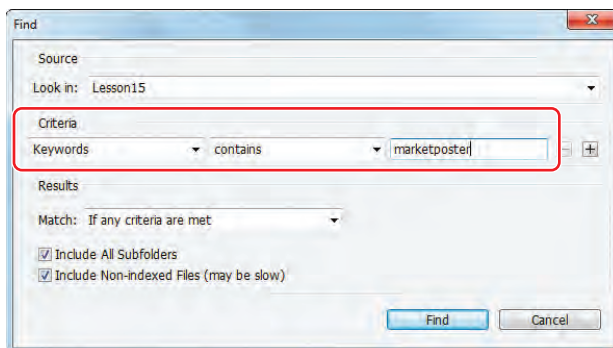 Find
Source
Look in: Lesson15
Criteria
Keywords contains marketposter
Results
Match: If any criteria are met
Include All Subfolders
Include Non-indexed Files (may be slow)
Find Cancel